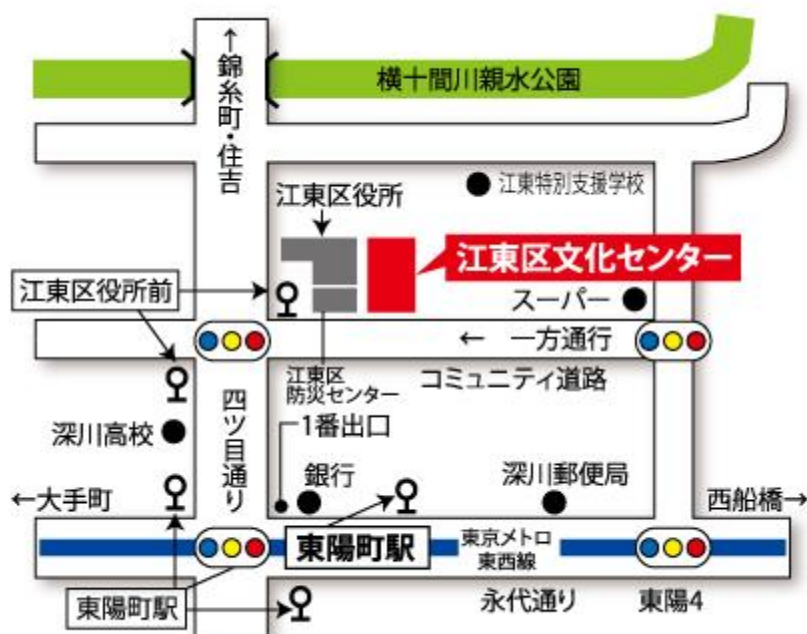 ↑錦糸町・住吉
横十間川親水公園
江東特別支援学校
江東区役所
江東区文化センター
江東区役所前
スーパー
← 一方通行
江東区
防災センター
コミュニティ道路
四ツ目通り
深川高校
1番出口
銀行
深川郵便局
←大手町
西船橋→
東陽町駅
東京メトロ
東西線
東陽町駅
永代通り
東陽4